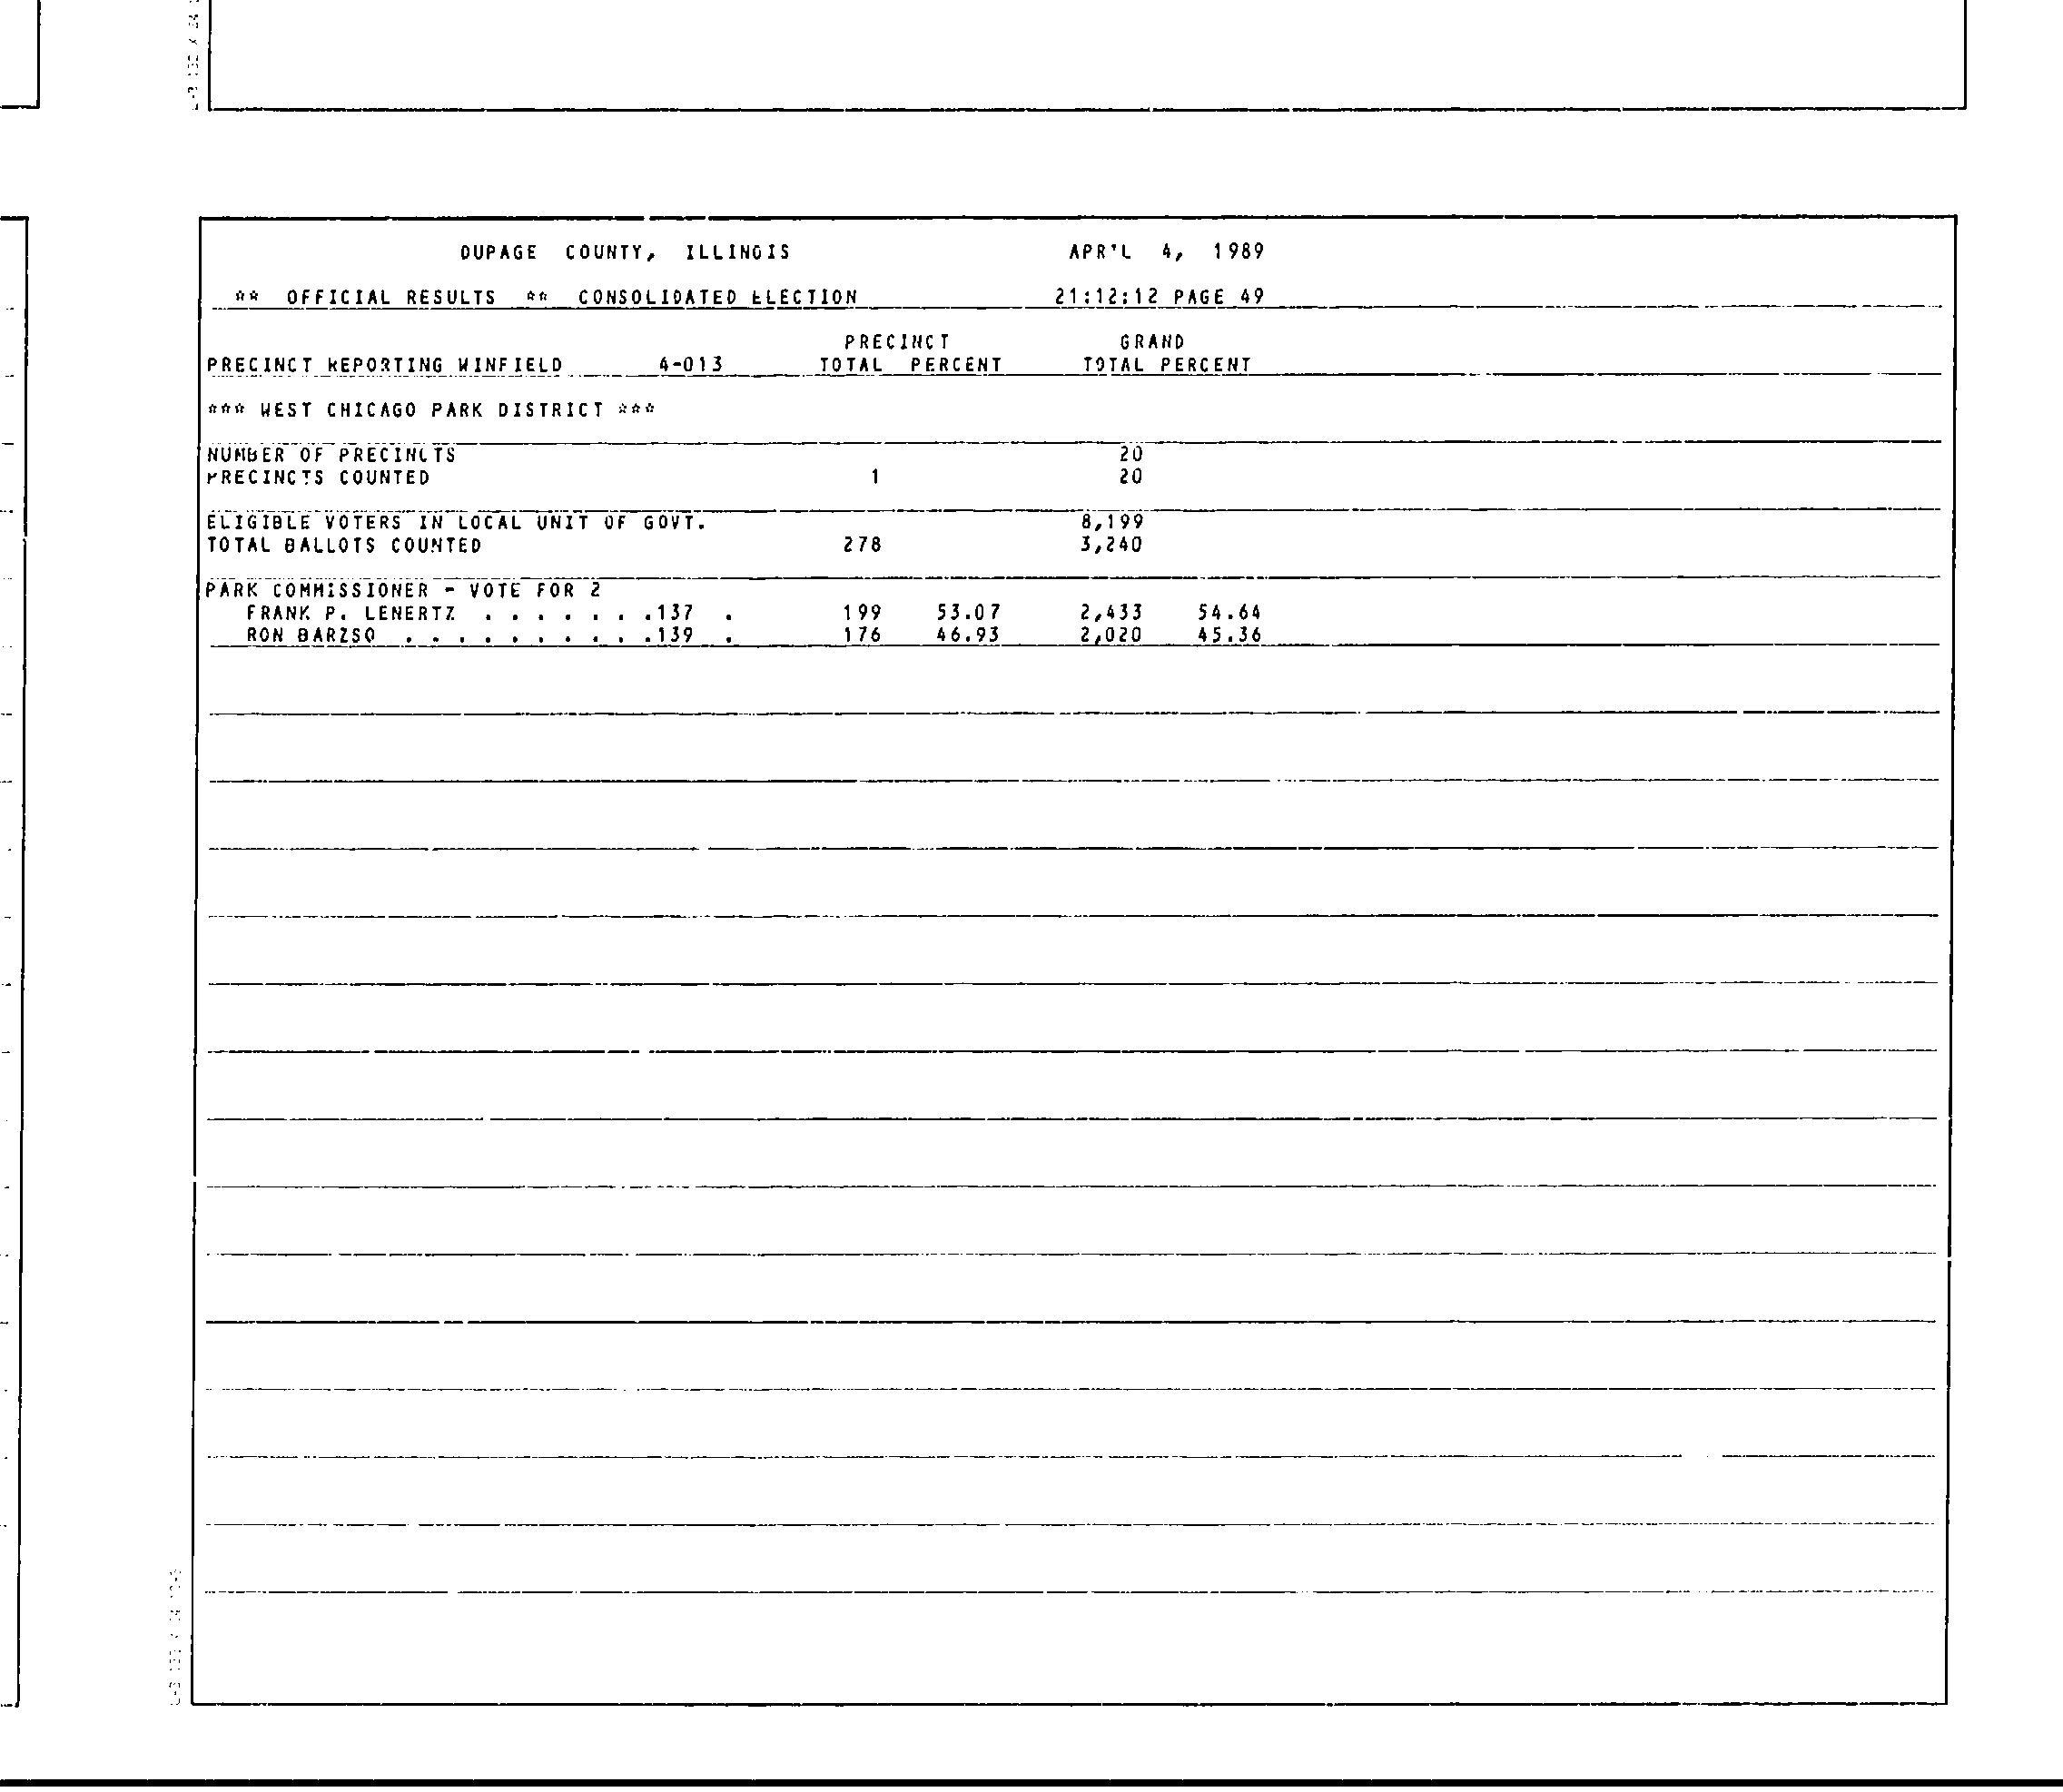 DUPAGE COUNTY, ILLINOIS APR'L 4, 1989
** OFFICIAL RESULTS ** CONSOLIDATED ELECTION 21:12:12 PAGE 49
PRECINCT GRAND
PRECINCT REPORTING WINFIELD 4-013 TOTAL PERCENT TOTAL PERCENT
*** WEST CHICAGO PARK DISTRICT ***
NUMBER OF PRECINCTS 20
PRECINCTS COUNTED 1 20
ELIGIBLE VOTERS IN LOCAL UNIT OF GOVT. 8,199
TOTAL BALLOTS COUNTED 278 3,240
PARK COMMISSIONER - VOTE FOR 2
FRANK P. LENERTZ . . . . . . .137 . 199 53.07 2,433 54.64
RON BARZSO . . . . . . . . . .139 . 176 46.93 2,020 45.36